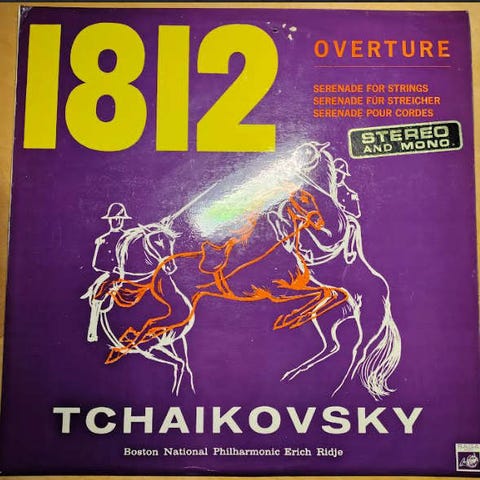 1812
OVERTURE
SERENADE FOR STRINGS
SERENADE FÜR STREICHER
SERENADE POUR CORDES
STEREO
AND MONO
TCHAIKOVSKY
Boston National Philharmonic Erich Ridje